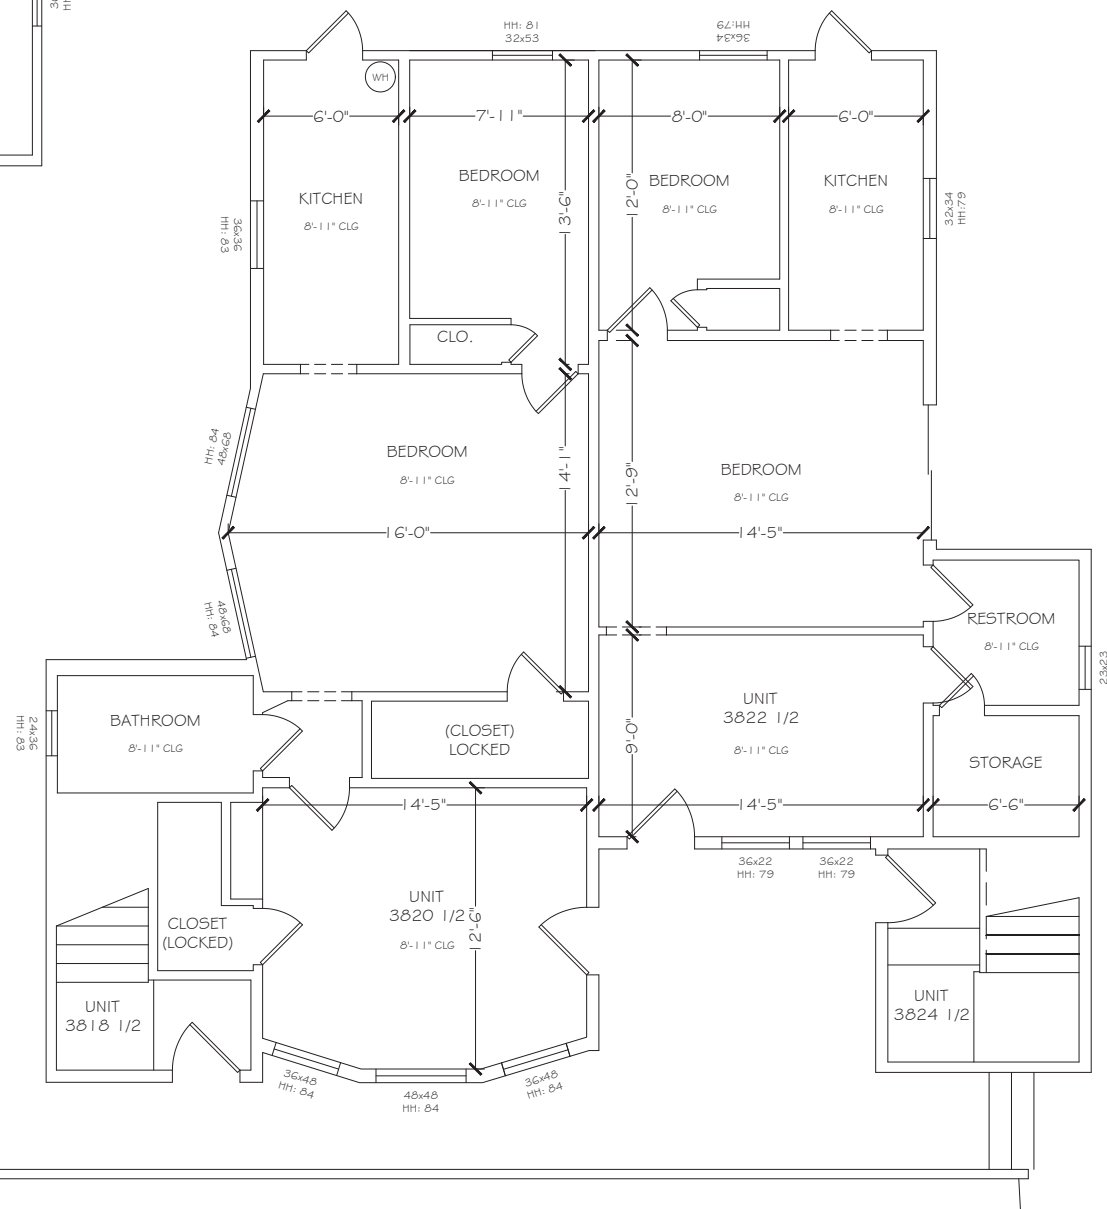 HH: 81
32x53
36x34
HH:79
WH
6'-0"
7'-11"
8'-0"
6'-0"
BEDROOM
8'-11" CLG
BEDROOM
8'-11" CLG
KITCHEN
8'-11" CLG
KITCHEN
8'-11" CLG
13'-6"
12'-0"
36x36
HH: 83
32x34
HH:79
CLO.
HH: 84
48x68
BEDROOM
8'-11" CLG
14'-1"
12'-9"
BEDROOM
8'-11" CLG
16'-0"
14'-5"
48x68
HH: 84
RESTROOM
8'-11" CLG
23x23
24x36
HH: 83
BATHROOM
8'-11" CLG
(CLOSET)
LOCKED
9'-0"
UNIT
3822 1/2
8'-11" CLG
STORAGE
14'-5"
14'-5"
6'-6"
36x22
HH: 79
36x22
HH: 79
CLOSET
(LOCKED)
UNIT
3820 1/2
8'-11" CLG
12'-6"
UNIT
3818 1/2
UNIT
3824 1/2
36x48
HH: 84
48x48
HH: 84
36x48
HH: 84